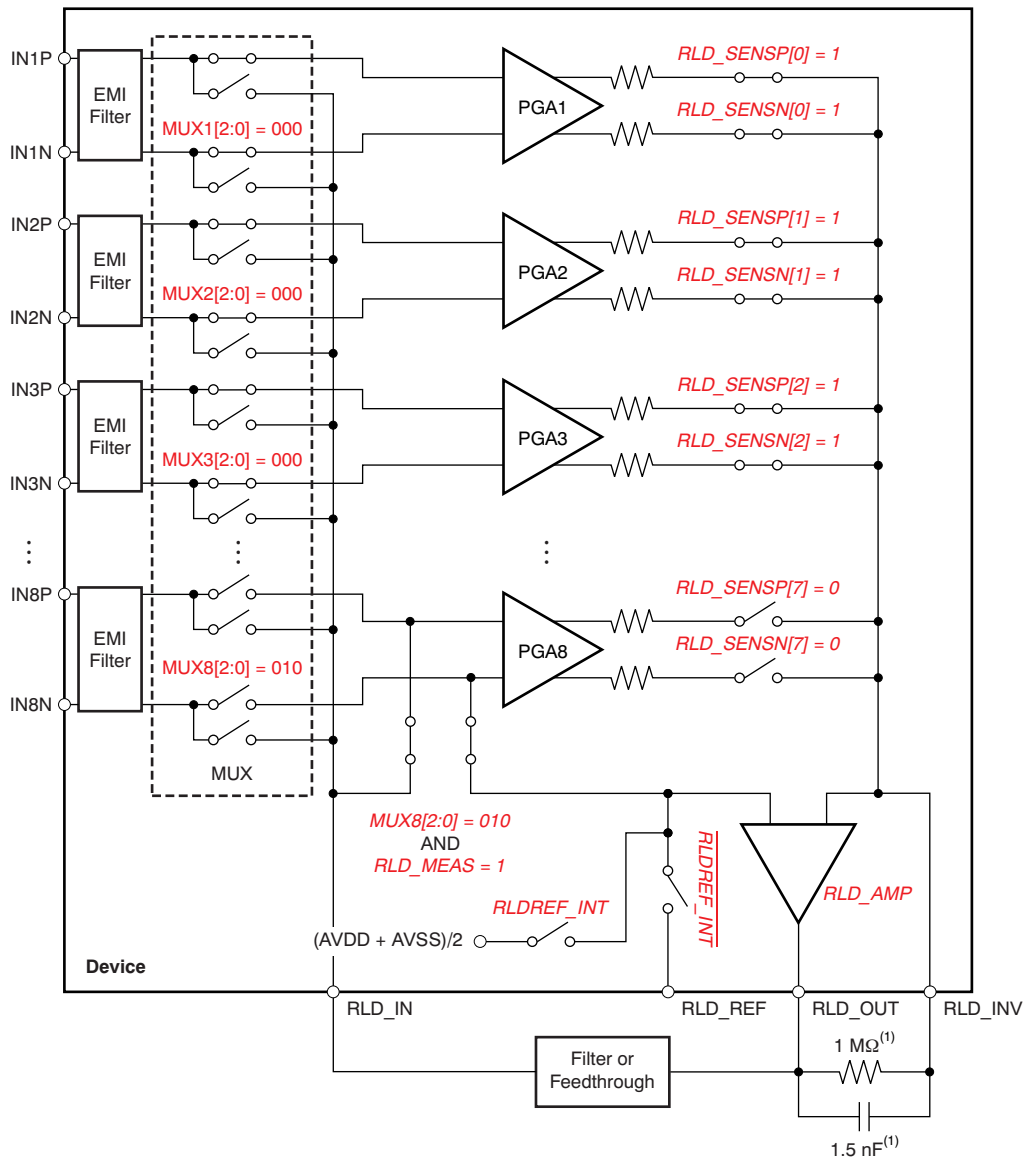 IN1P
EMI
Filter
IN1N
MUX1[2:0] = 000
PGA1
RLD_SENSP[0] = 1
RLD_SENSN[0] = 1
IN2P
EMI
Filter
IN2N
MUX2[2:0] = 000
PGA2
RLD_SENSP[1] = 1
RLD_SENSN[1] = 1
IN3P
EMI
Filter
IN3N
MUX3[2:0] = 000
PGA3
RLD_SENSP[2] = 1
RLD_SENSN[2] = 1
IN8P
EMI
Filter
IN8N
MUX8[2:0] = 010
MUX
PGA8
RLD_SENSP[7] = 0
RLD_SENSN[7] = 0
MUX8[2:0] = 010
AND
RLD_MEAS = 1
RLDREF_INT
(AVDD + AVSS)/2
RLDREF_INT
RLD_AMP
Device
RLD_IN
RLD_REF
RLD_OUT
RLD_INV
Filter or
Feedthrough
1 MΩ(1)
1.5 nF(1)